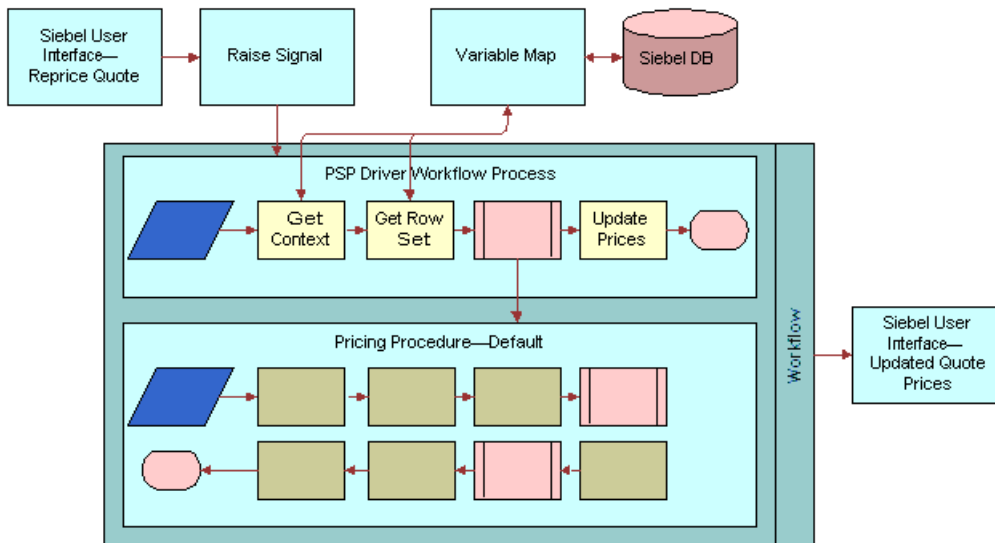 Siebel User
Interface—
Reprice Quote
Raise Signal
Variable Map
Siebel DB
PSP Driver Workflow Process
Get
Context
Get Row
Set
Update
Prices
Pricing Procedure—Default
Workflow
Siebel User
Interface—
Updated Quote
Prices